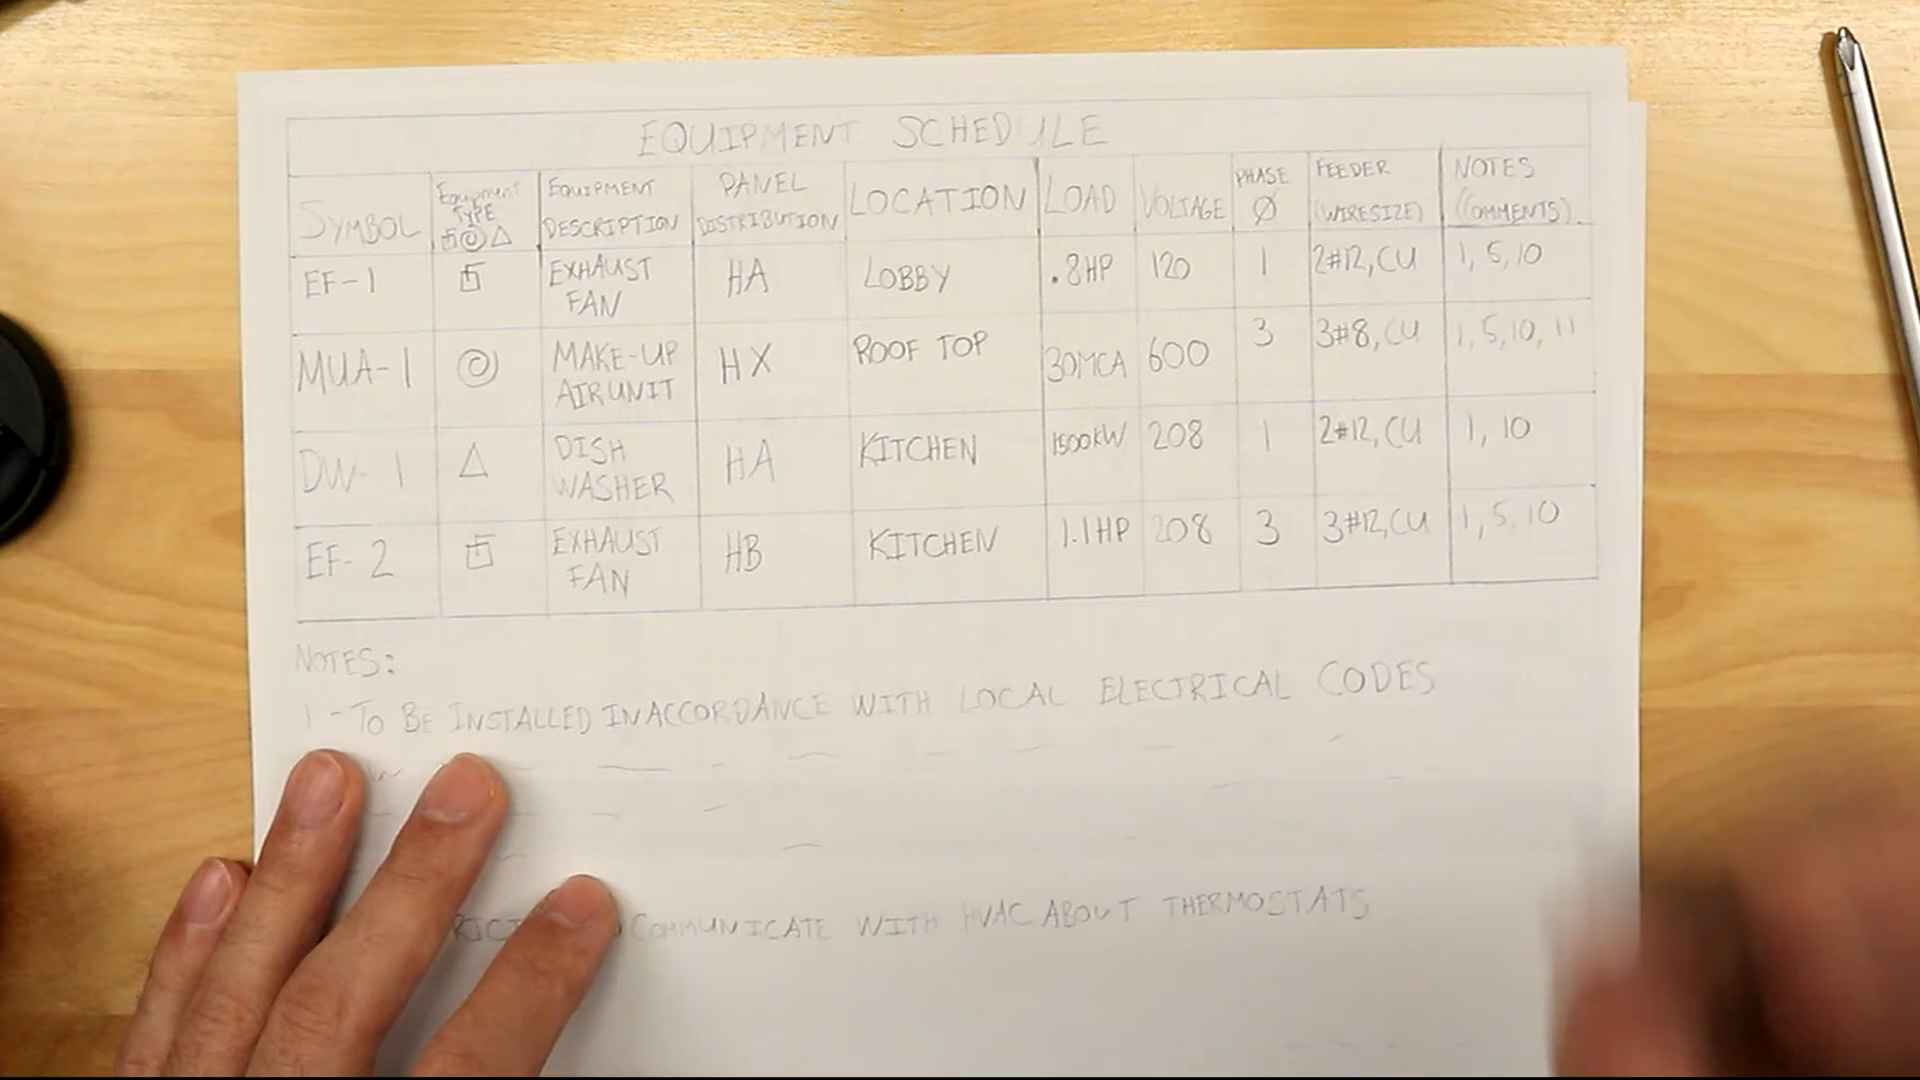 EQUIPMENT SCHEDULE
SYMBOL
Equipment
TYPE
EQUIPMENT
DESCRIPTION
PANEL
DISTRIBUTION
LOCATION
LOAD
VOLTAGE
PHASE
Ø
FEEDER
(WIRESIZE)
NOTES
(COMMENTS)
EF-1
EXHAUST
FAN
HA
LOBBY
.8HP
120
1
2#12,CU
1, 5, 10
MUA-1
MAKE-UP
AIR UNIT
HX
ROOF TOP
30MCA
600
3
3#8, CU
1, 5, 10, 11
DW-1
DISH
WASHER
HA
KITCHEN
1500kW
208
1
2#12, CU
1, 10
EF-2
EXHAUST
FAN
HB
KITCHEN
1.1HP
208
3
3#12,CU
1, 5, 10
NOTES:
1 - TO BE INSTALLED IN ACCORDANCE WITH LOCAL ELECTRICAL CODES
COMMUNICATE WITH HVAC ABOUT THERMOSTATS